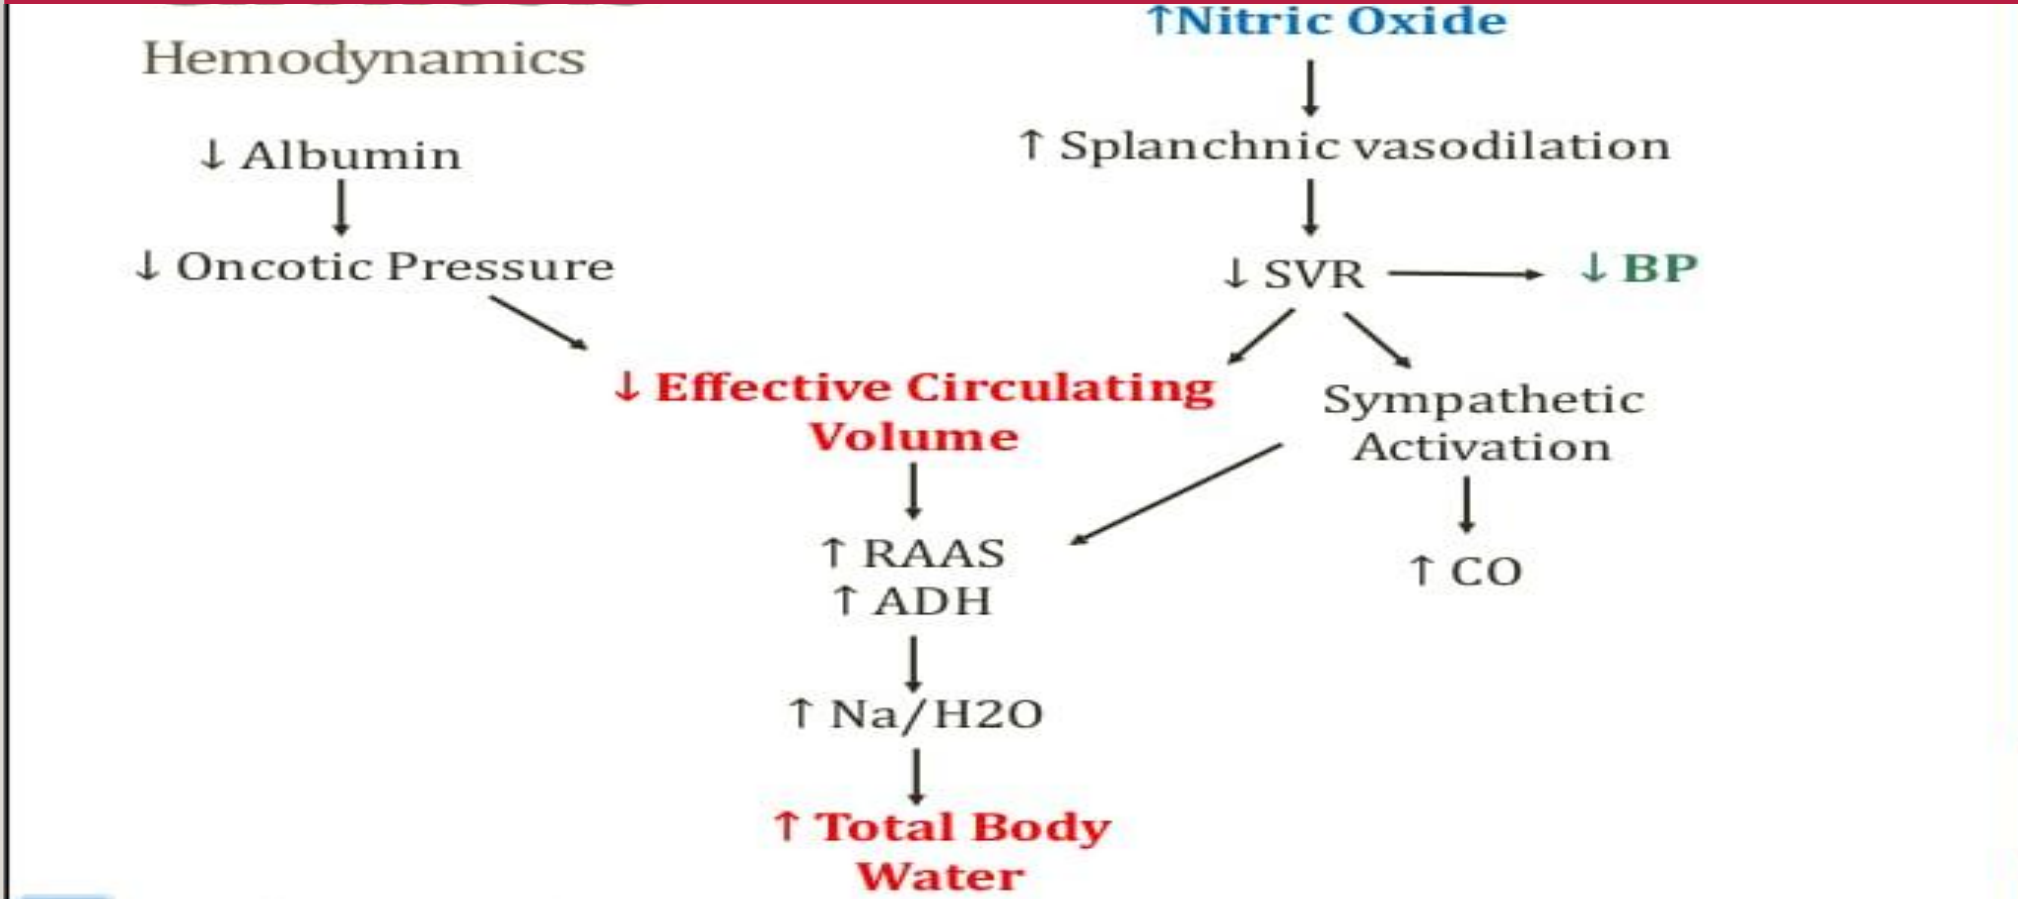 Hemodynamics
↓ Albumin
↓ Oncotic Pressure
↑Nitric Oxide
↑ Splanchnic vasodilation
↓ SVR
↓ BP
↓ Effective Circulating
Volume
Sympathetic
Activation
↑ RAAS
↑ ADH
↑ CO
↑ Na/H2O
↑ Total Body
Water